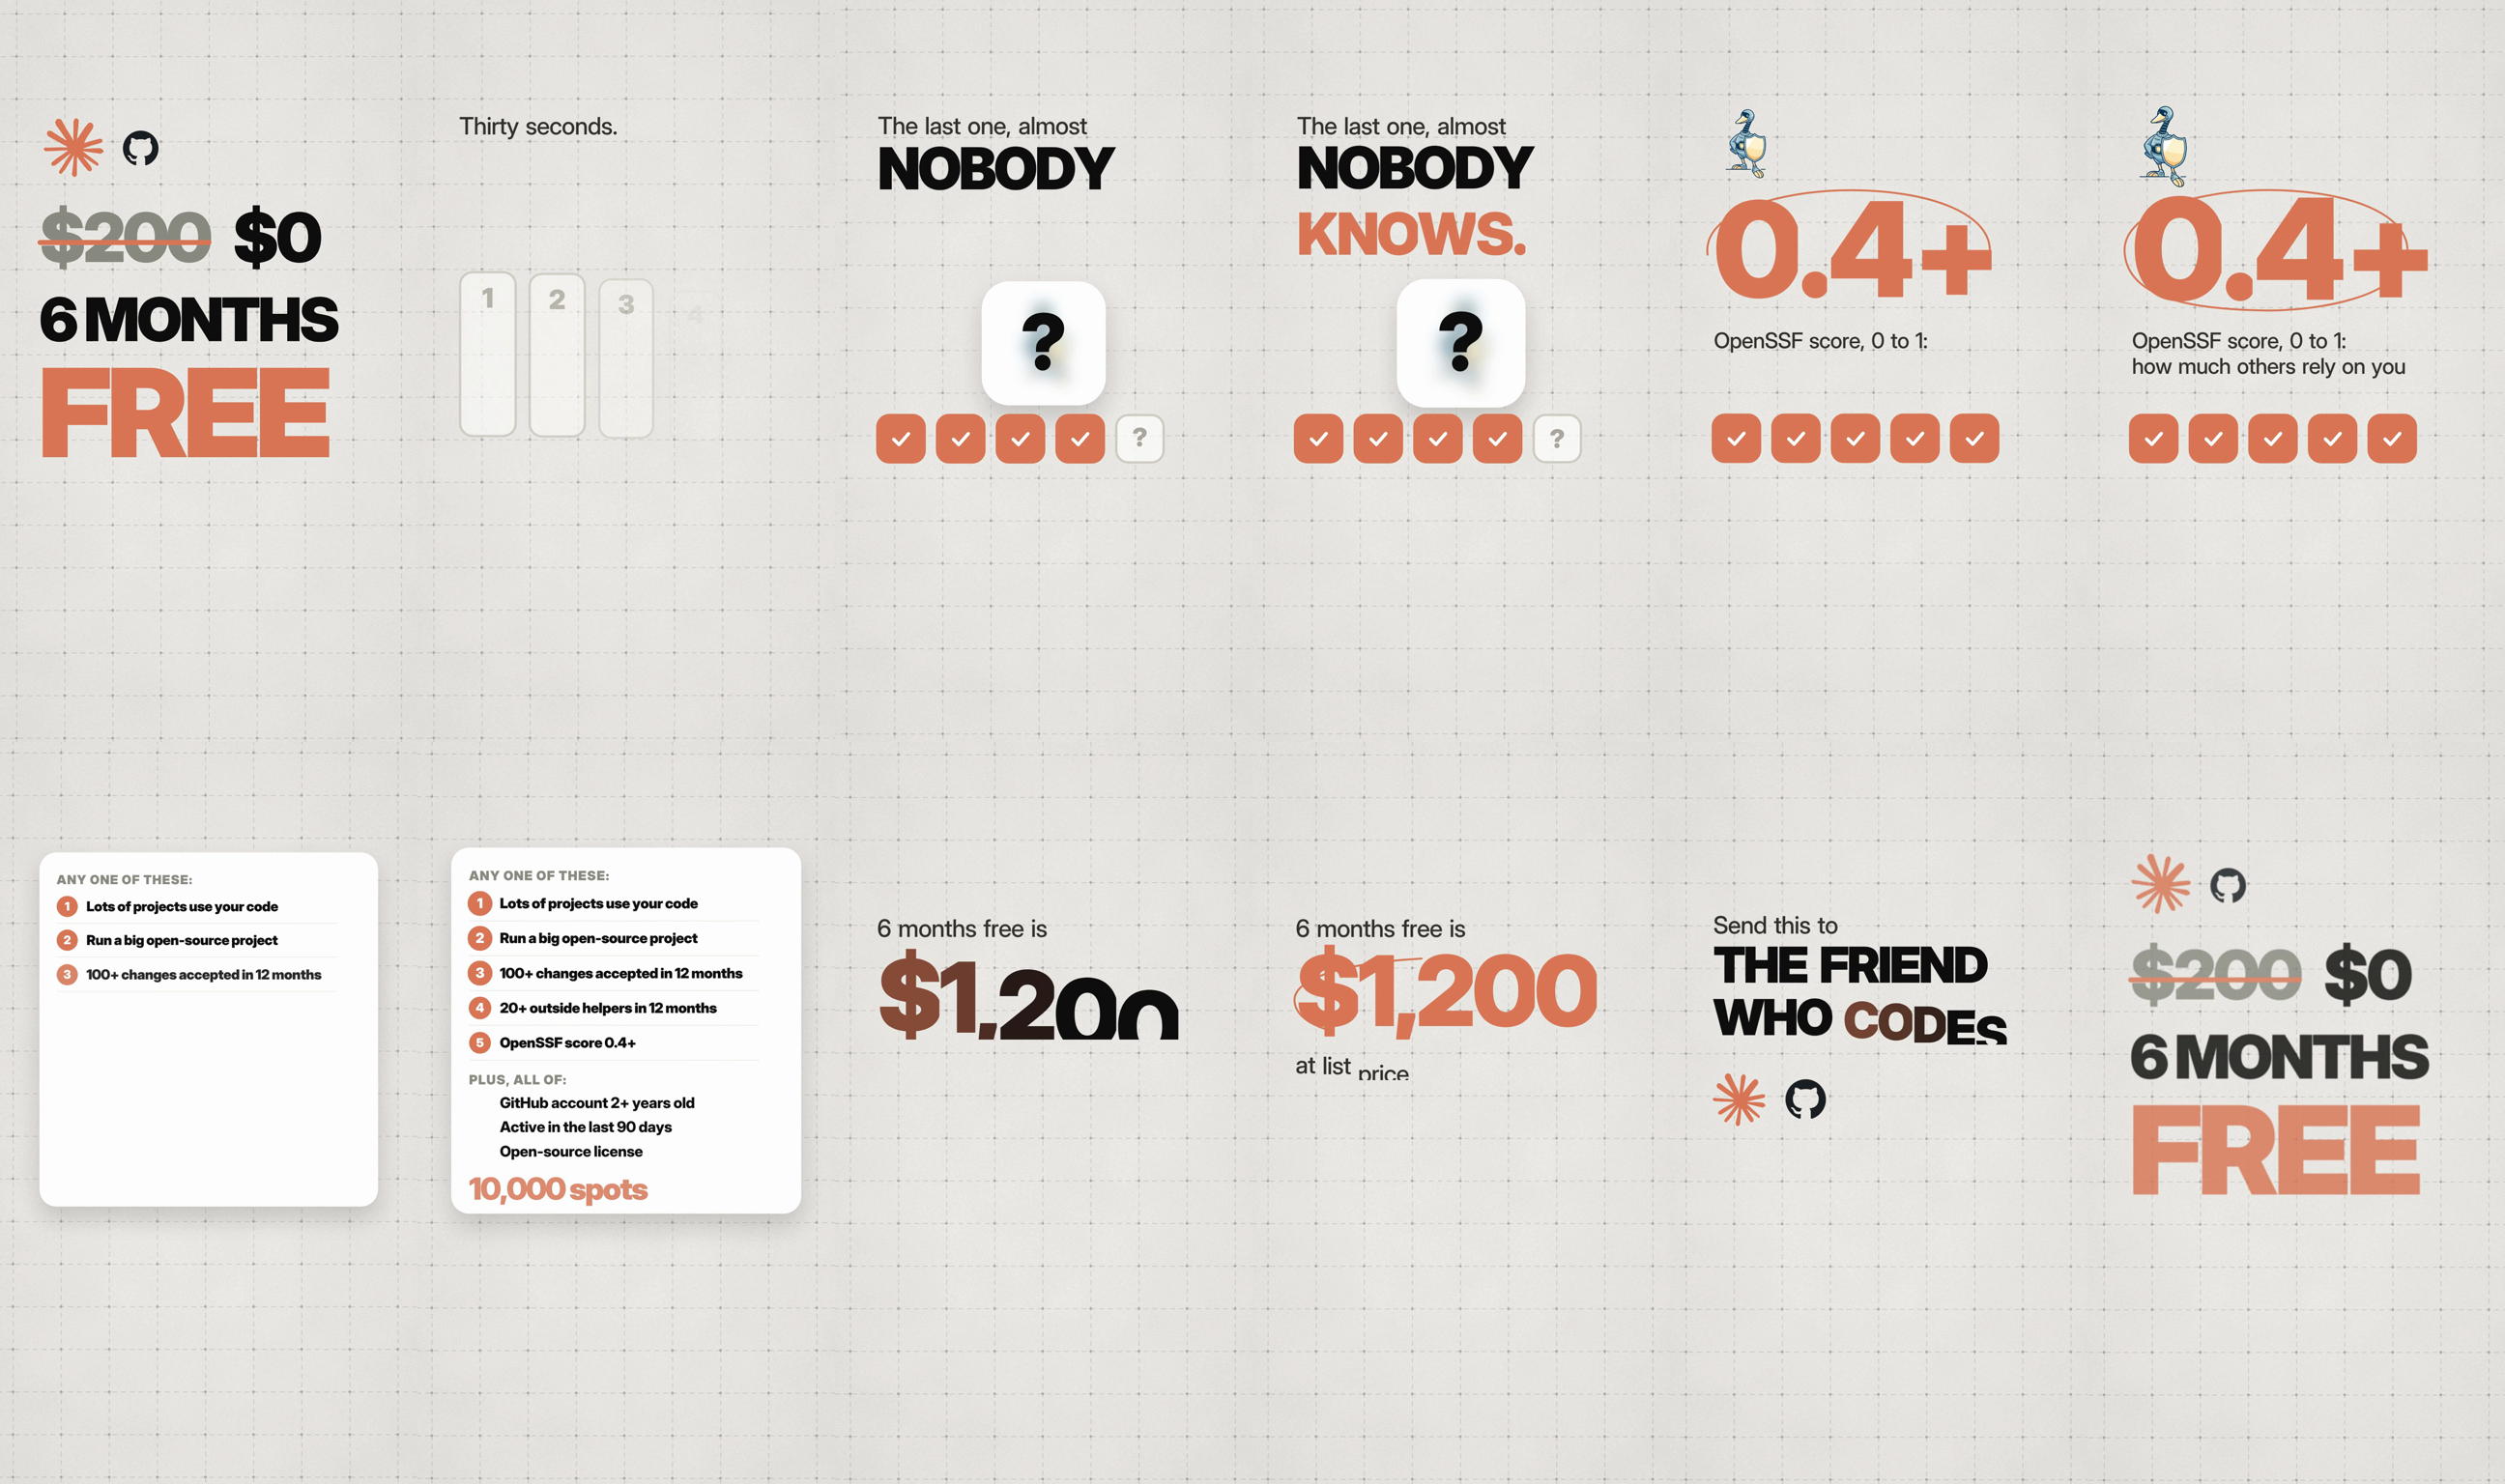 $200 $0
6 MONTHS
FREE
Thirty seconds.
1 2 3 4
The last one, almost
NOBODY
?
?
The last one, almost
NOBODY
KNOWS.
?
?
0.4+
OpenSSF score, 0 to 1:
0.4+
OpenSSF score, 0 to 1:
how much others rely on you
ANY ONE OF THESE:
1 Lots of projects use your code
2 Run a big open-source project
3 100+ changes accepted in 12 months
ANY ONE OF THESE:
1 Lots of projects use your code
2 Run a big open-source project
3 100+ changes accepted in 12 months
4 20+ outside helpers in 12 months
5 OpenSSF score 0.4+
PLUS, ALL OF:
GitHub account 2+ years old
Active in the last 90 days
Open-source license
10,000 spots
6 months free is
$1,200
6 months free is
$1,200
at list price
Send this to
THE FRIEND
WHO CODES
$200 $0
6 MONTHS
FREE